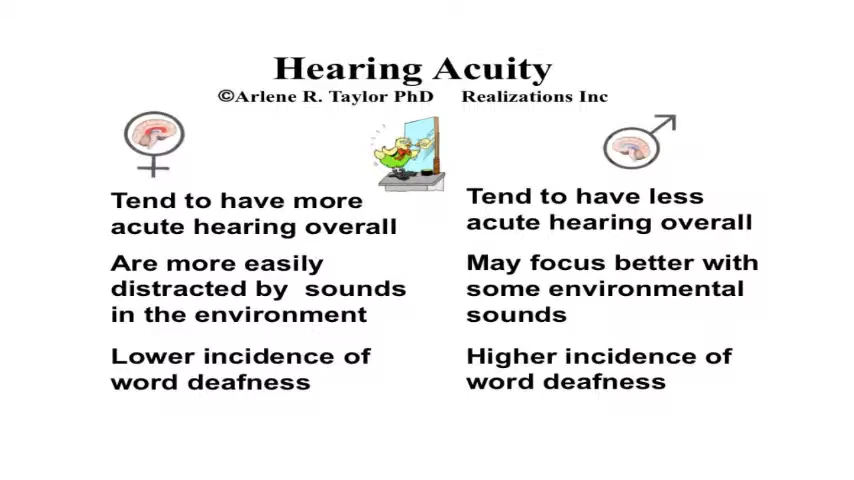 Hearing Acuity
©Arlene R. Taylor PhD Realizations Inc
Tend to have more
acute hearing overall
Are more easily
distracted by sounds
in the environment
Lower incidence of
word deafness
Tend to have less
acute hearing overall
May focus better with
some environmental
sounds
Higher incidence of
word deafness